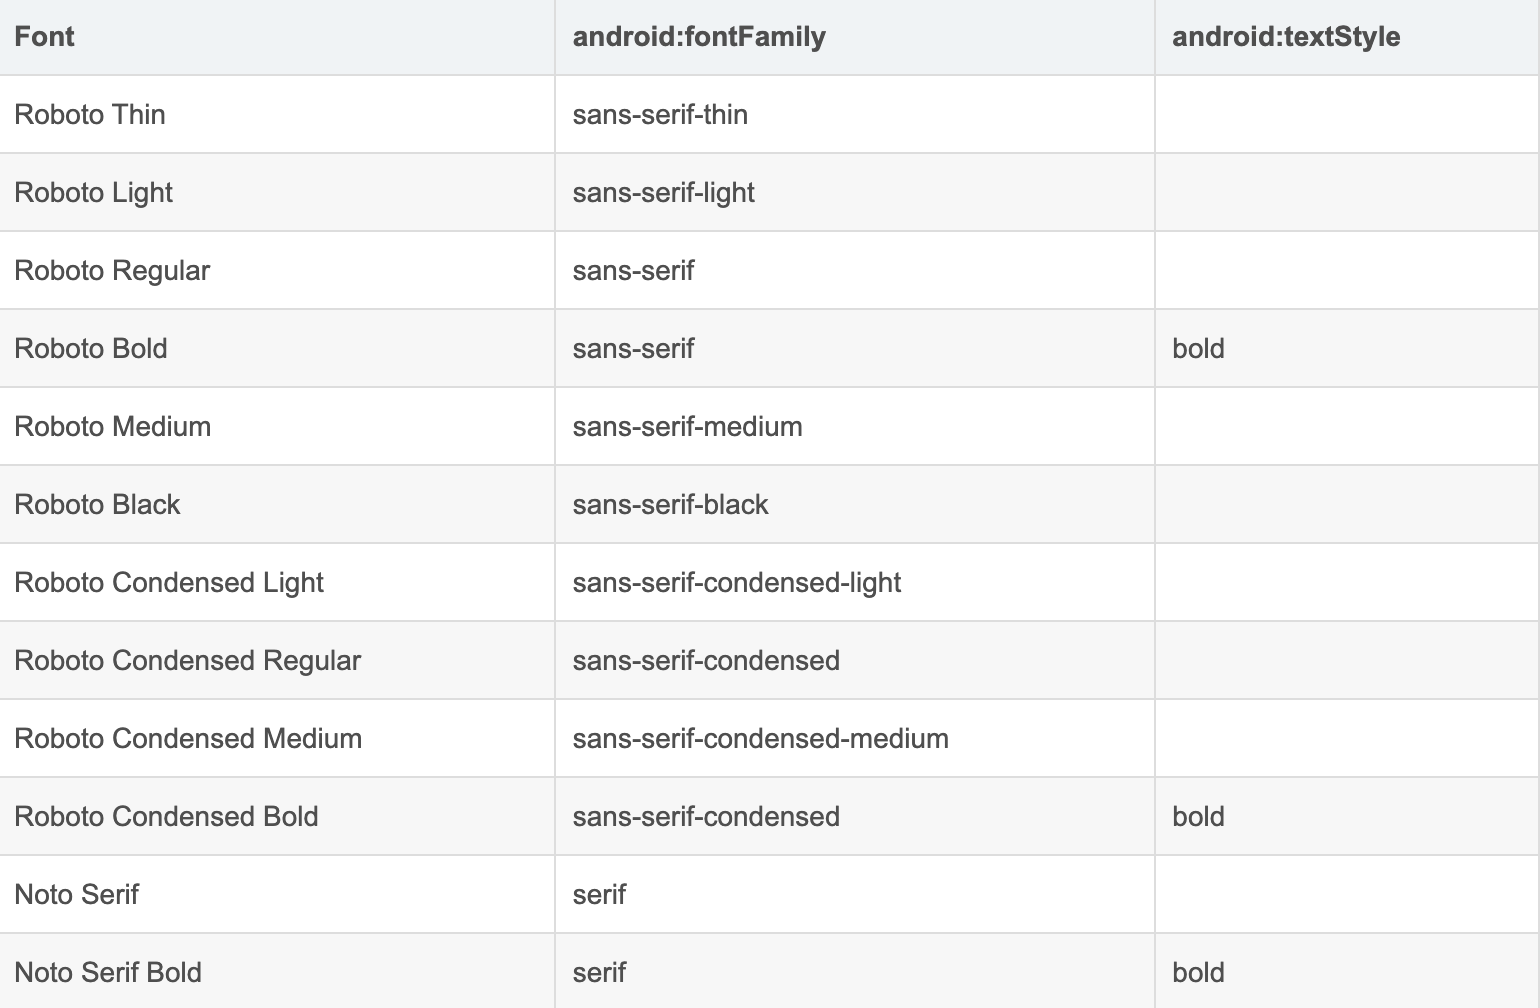 Font android:fontFamily android:textStyle
Roboto Thin sans-serif-thin
Roboto Light sans-serif-light
Roboto Regular sans-serif
Roboto Bold sans-serif bold
Roboto Medium sans-serif-medium
Roboto Black sans-serif-black
Roboto Condensed Light sans-serif-condensed-light
Roboto Condensed Regular sans-serif-condensed
Roboto Condensed Medium sans-serif-condensed-medium
Roboto Condensed Bold sans-serif-condensed bold
Noto Serif serif
Noto Serif Bold serif bold